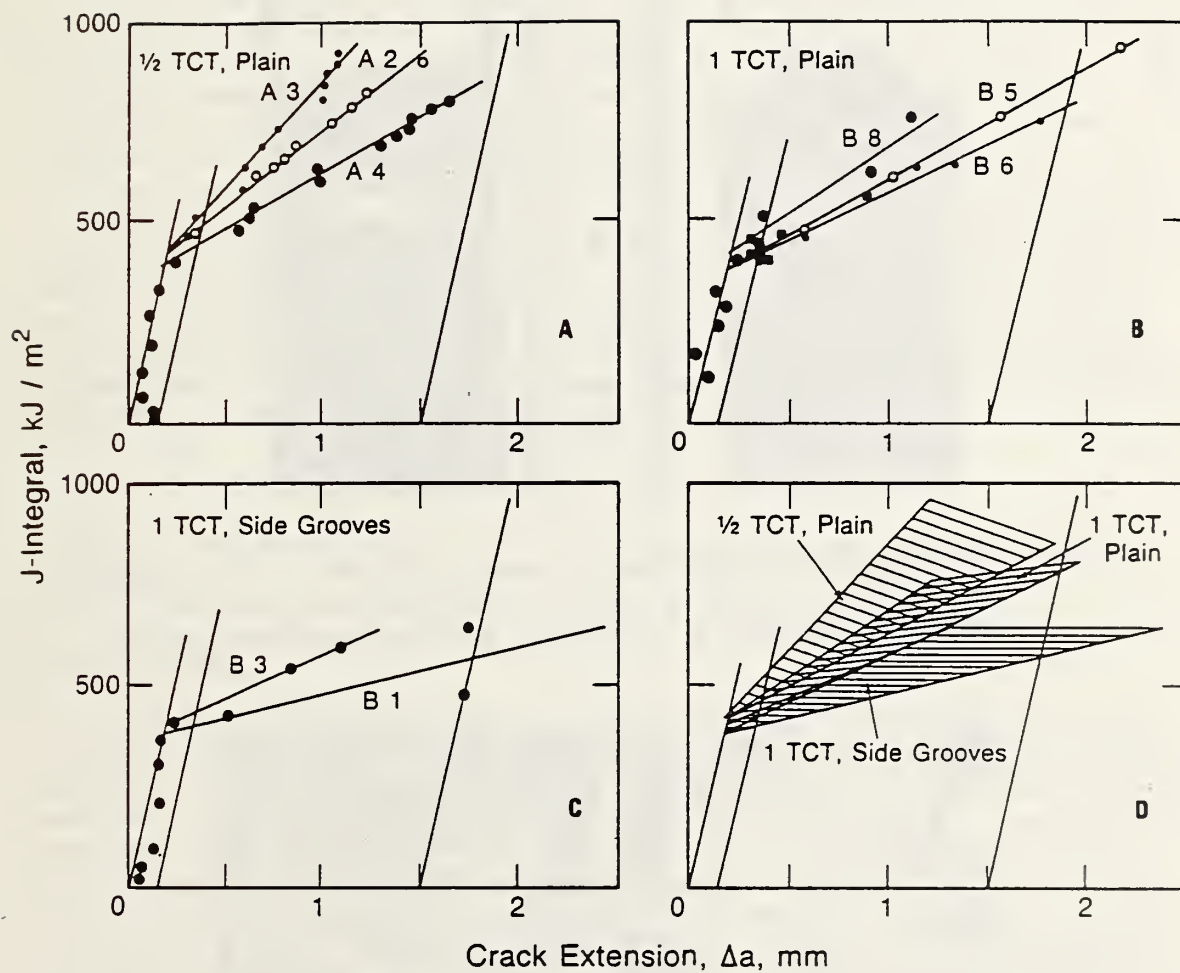 J-Integral, kJ / m²
1000
500
0
1
2
½ TCT, Plain
A 3
A 2 6
A 4
A
1 TCT, Plain
B 8
B 5
B 6
B
0
1
2
1000
500
0
1
2
1 TCT, Side Grooves
B 3
B 1
C
½ TCT, Plain
1 TCT,
Plain
1 TCT, Side Grooves
D
0
1
2
Crack Extension, Δa, mm